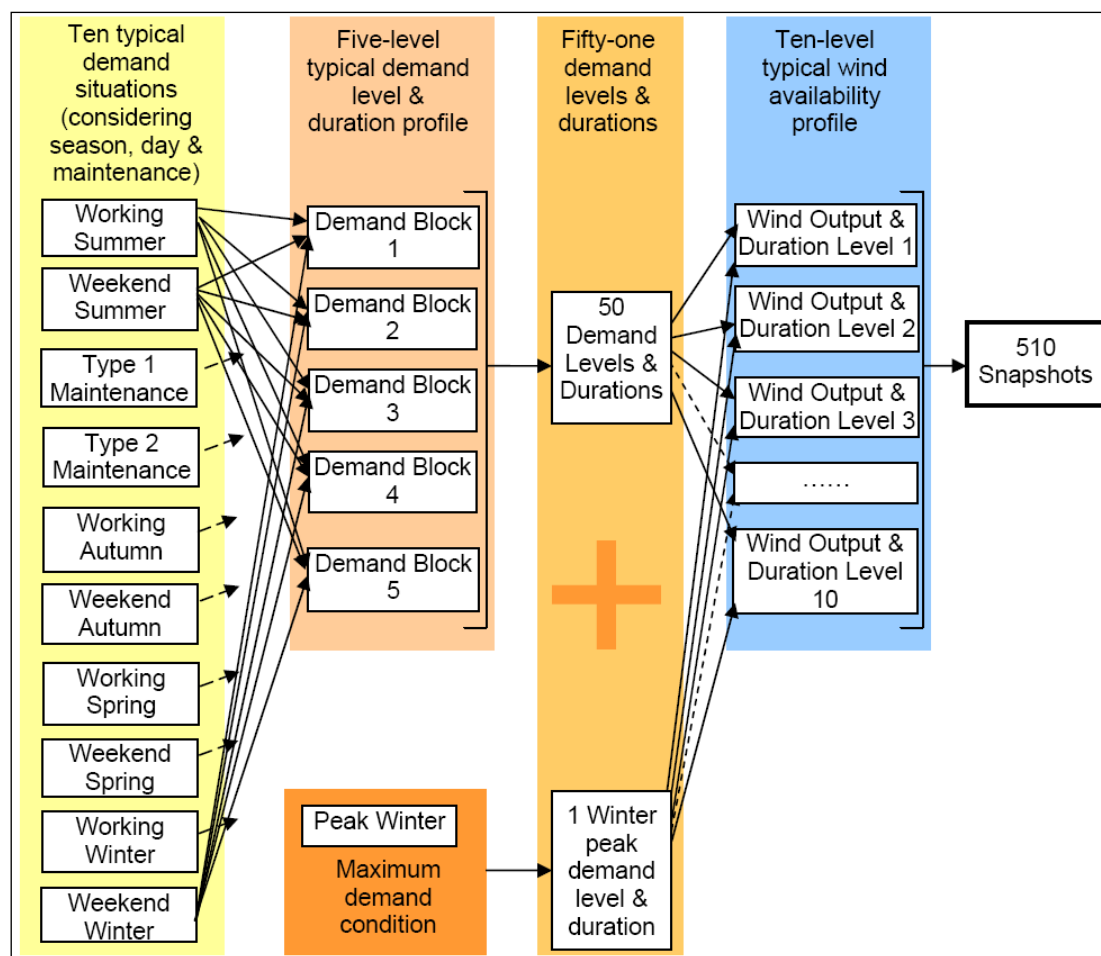 Ten typical
demand
situations
(considering
season, day &
maintenance)
Working
Summer
Weekend
Summer
Type 1
Maintenance
Type 2
Maintenance
Working
Autumn
Weekend
Autumn
Working
Spring
Weekend
Spring
Working
Winter
Weekend
Winter
Five-level
typical demand
level &
duration profile
Demand Block
1
Demand Block
2
Demand Block
3
Demand Block
4
Demand Block
5
Peak Winter
Maximum
demand
condition
Fifty-one
demand
levels &
durations
50
Demand
Levels &
Durations
1 Winter
peak
demand
level &
duration
Ten-level
typical wind
availability
profile
Wind Output &
Duration Level 1
Wind Output &
Duration Level 2
Wind Output &
Duration Level 3
......
Wind Output &
Duration Level
10
510
Snapshots